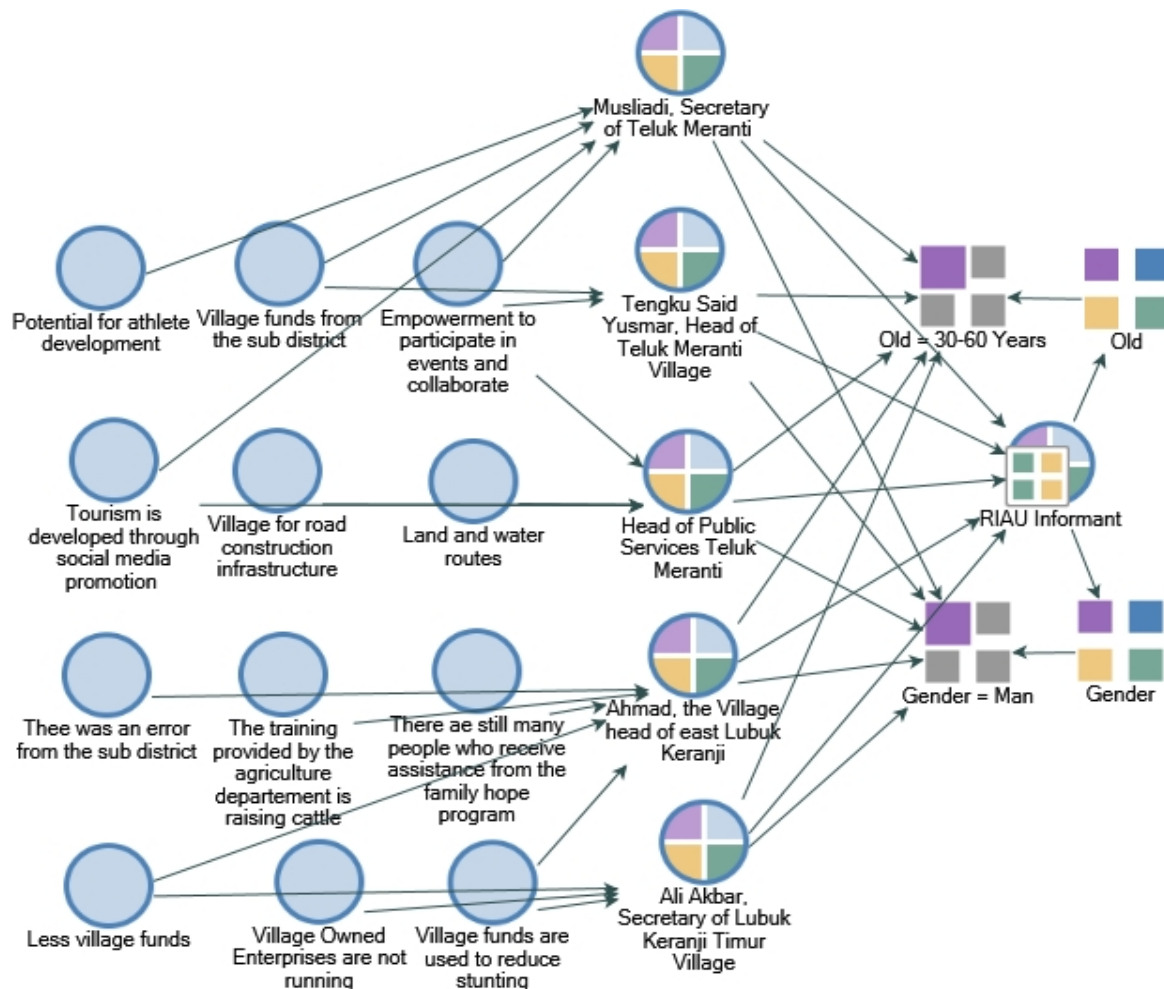 Musliadi, Secretary
of Teluk Meranti
Potential for athlete
development
Village funds from
the sub district
Empowerment to
participate in
events and
collaborate
Tengku Said
Yusmar, Head of
Teluk Meranti
Village
Old = 30-60 Years
Old
Tourism is
developed through
social media
promotion
Village for road
construction
infrastructure
Land and water
routes
Head of Public
Services Teluk
Meranti
RIAU Informant
Thee was an error
from the sub district
The training
provided by the
agriculture
departement is
raising cattle
There ae still many
people who receive
assistance from the
family hope
program
Ahmad, the Village
head of east Lubuk
Keranji
Gender = Man
Gender
Less village funds
Village Owned
Enterprises are not
running
Village funds are
used to reduce
stunting
Ali Akbar,
Secretary of Lubuk
Keranji Timur
Village